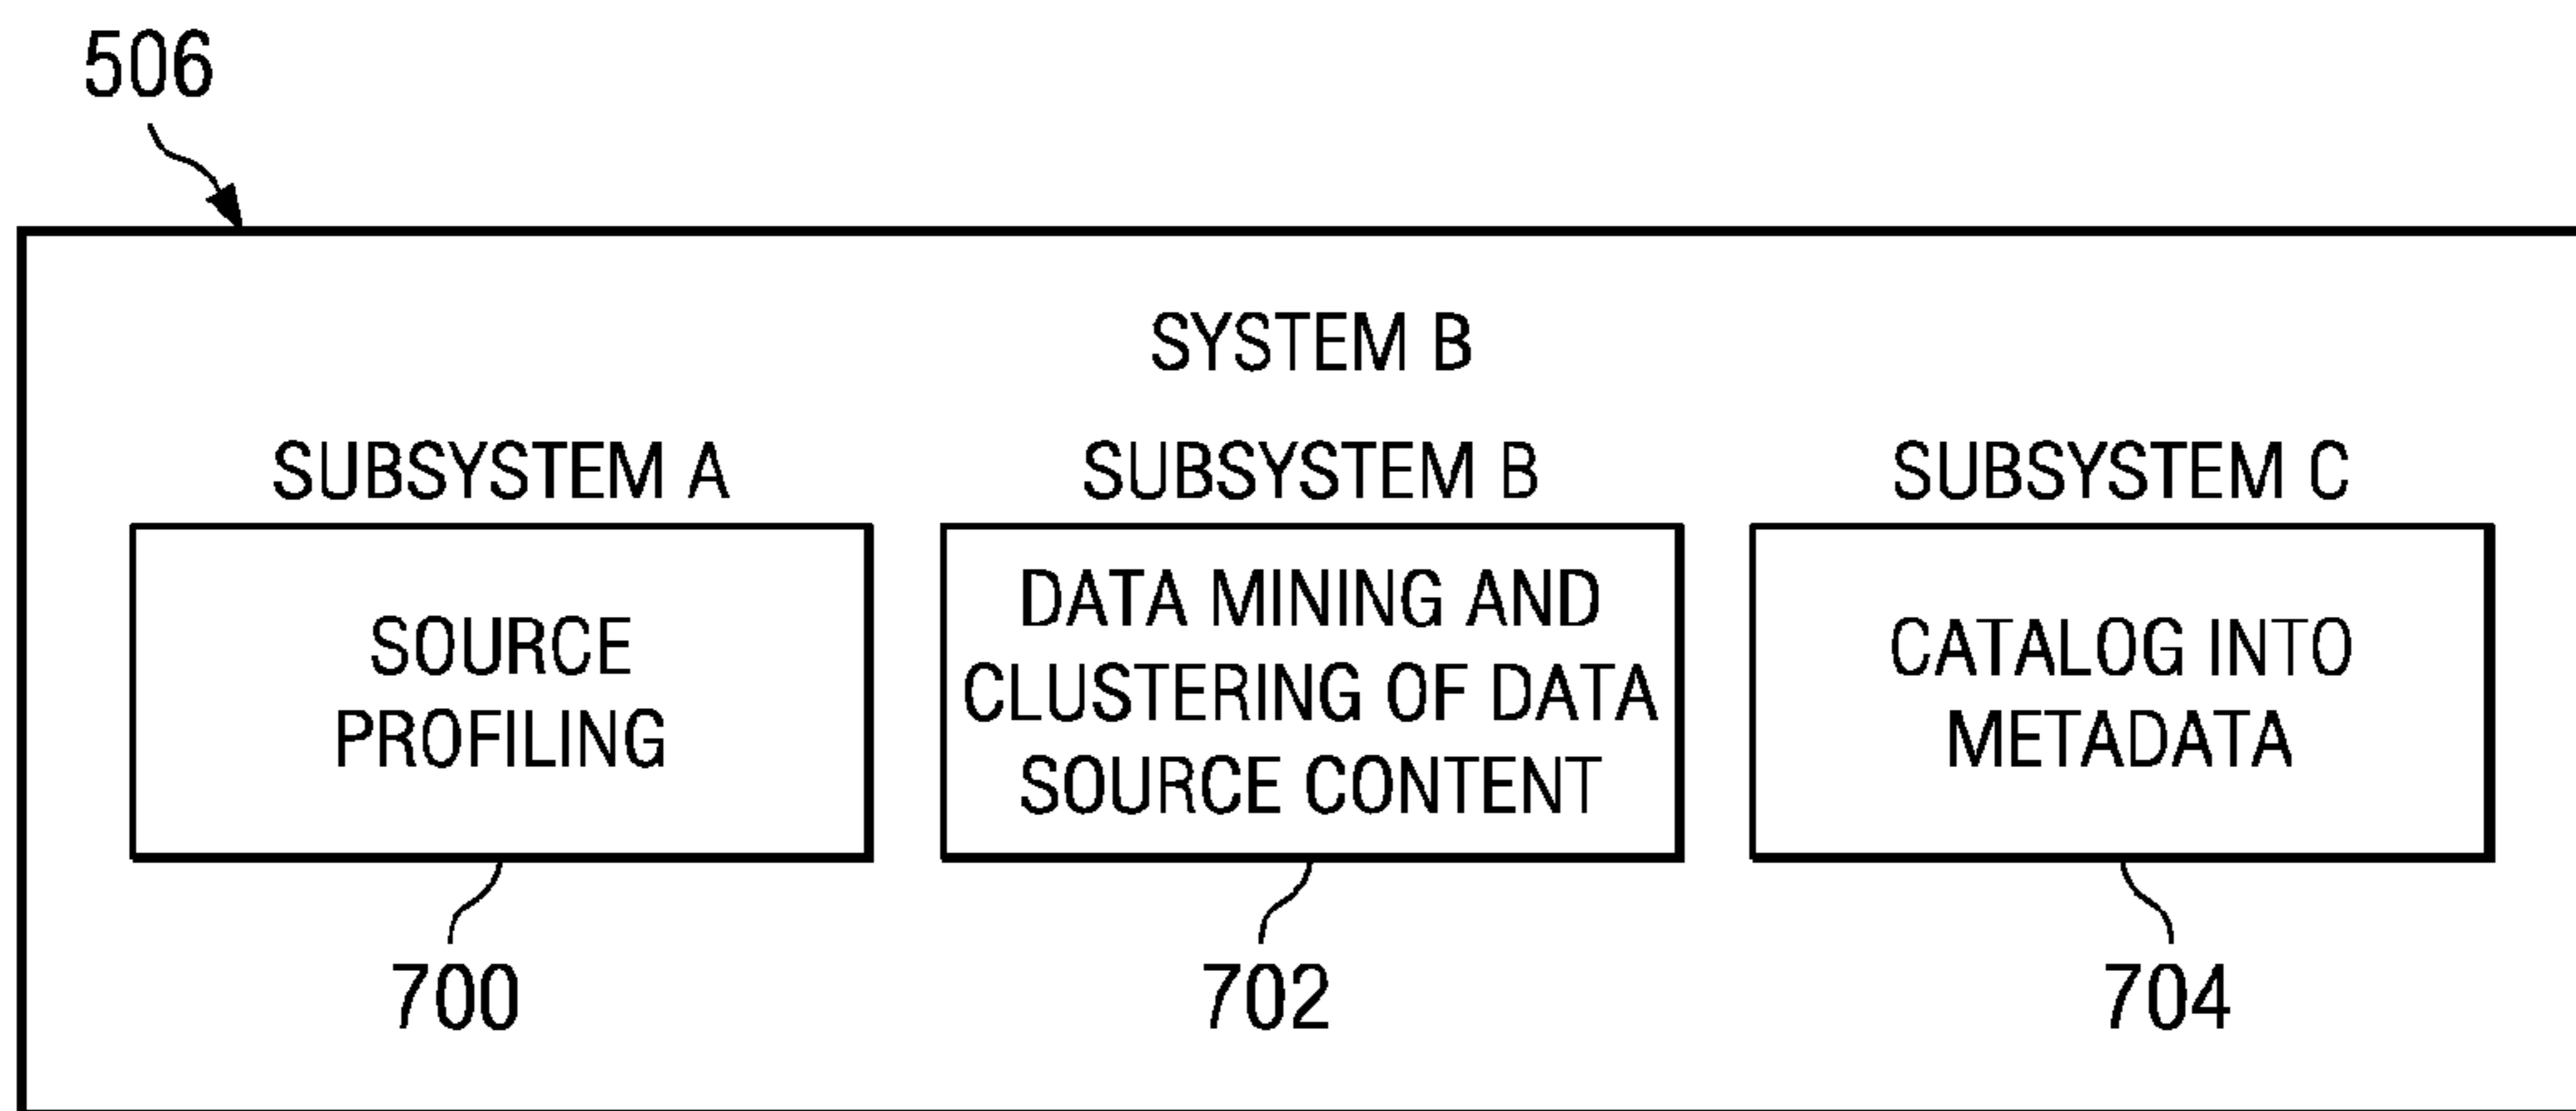 506
SYSTEM B
SUBSYSTEM A
SUBSYSTEM B
SUBSYSTEM C
SOURCE
PROFILING
DATA MINING AND
CLUSTERING OF DATA
SOURCE CONTENT
CATALOG INTO
METADATA
700
702
704